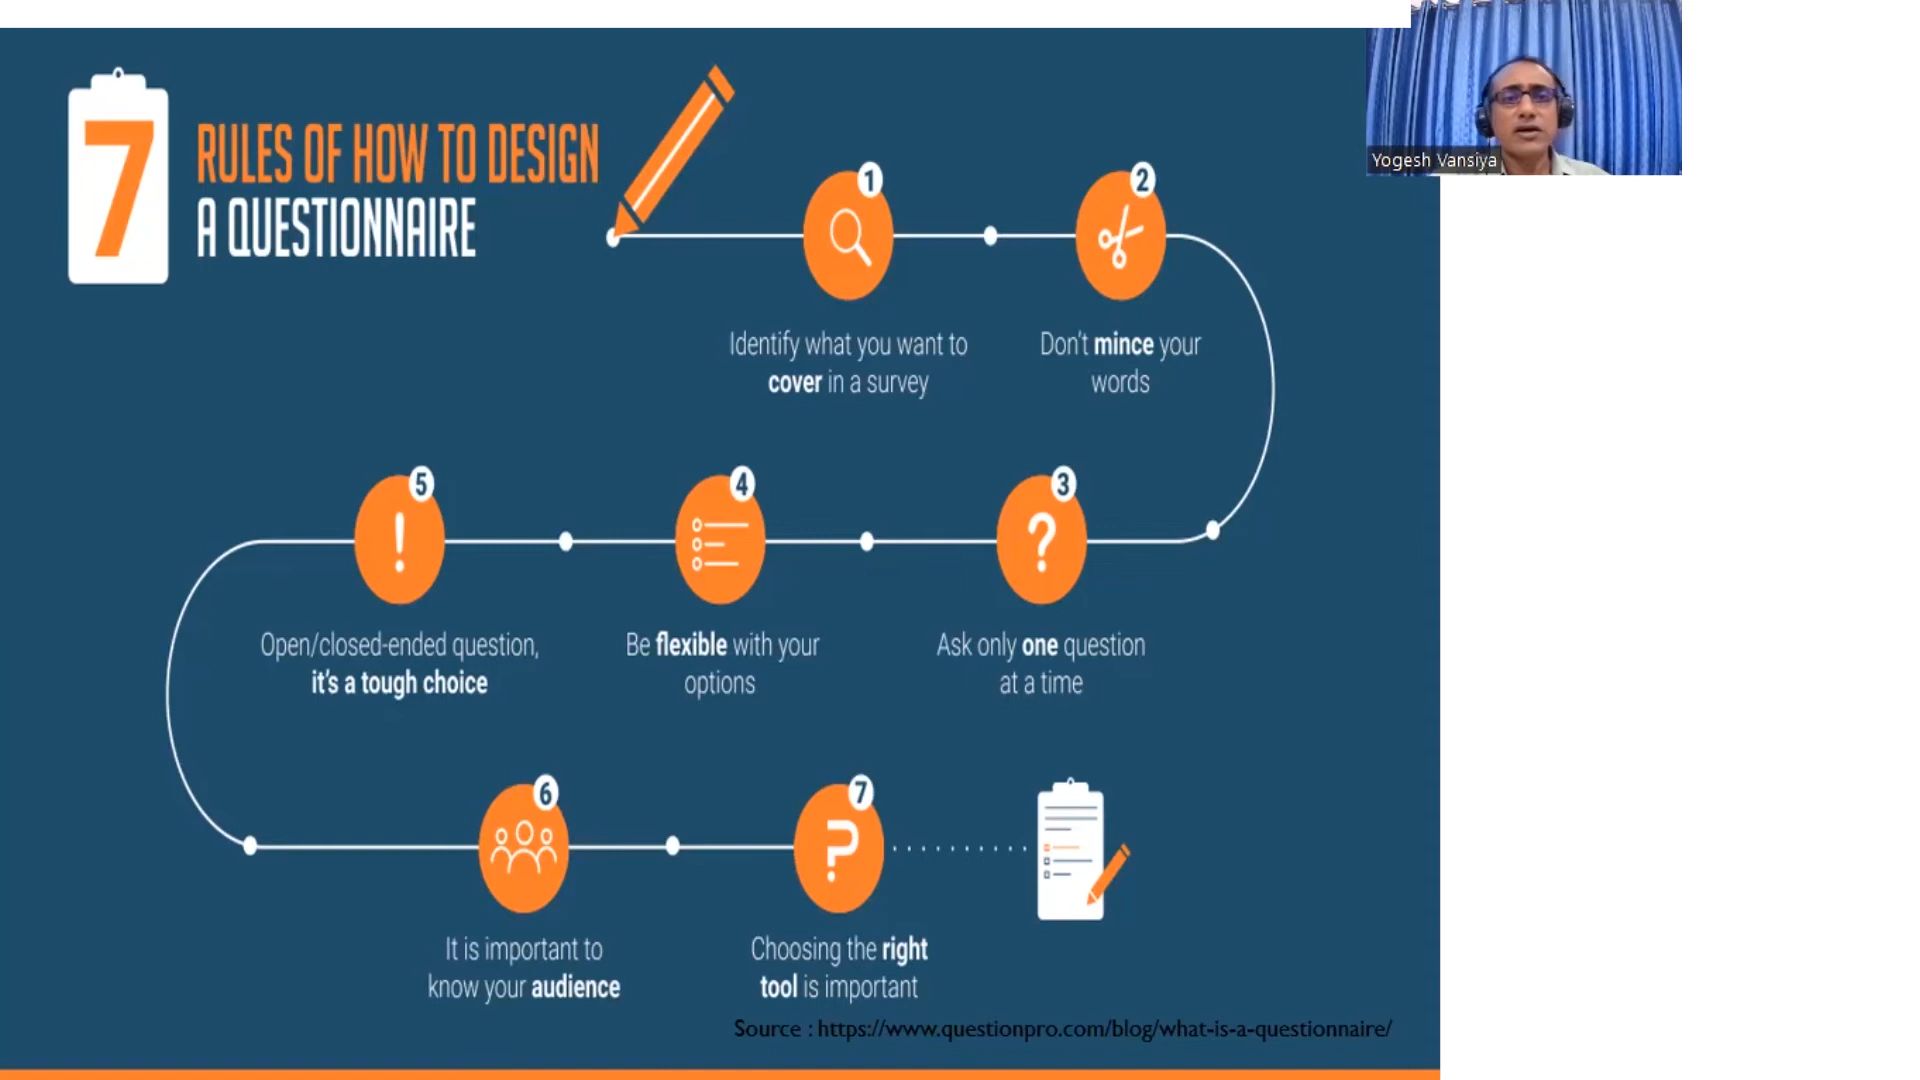 7
RULES OF HOW TO DESIGN
A QUESTIONNAIRE
1
Identify what you want to
cover in a survey
2
Don't mince your
words
3
Ask only one question
at a time
4
Be flexible with your
options
5
Open/closed-ended question,
it's a tough choice
6
It is important to
know your audience
7
Choosing the right
tool is important
Source : https://www.questionpro.com/blog/what-is-a-questionnaire/
Yogesh Vansiya